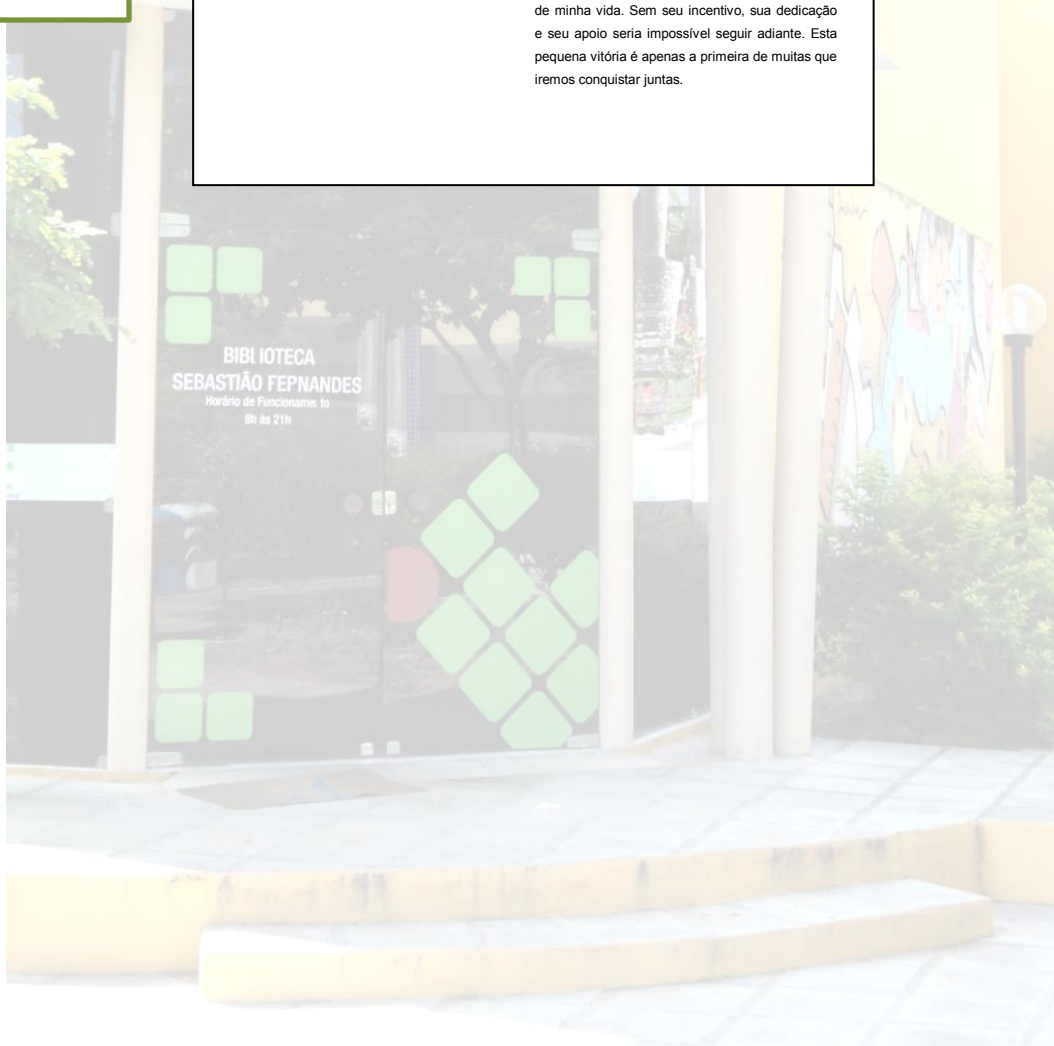 de minha vida. Sem seu incentivo, sua dedicação
e seu apoio seria impossível seguir adiante. Esta
pequena vitória é apenas a primeira de muitas que
iremos conquistar juntas.
BIBL IOTECA
SEBASTIÃO FEPNANDES
Horário de Funcioname: to
8h às 21h